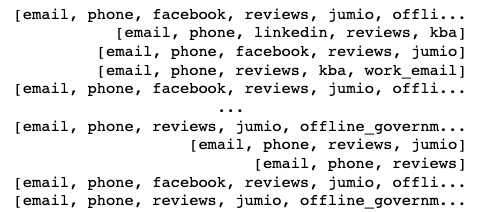 [email, phone, facebook, reviews, jumio, offli...
[email, phone, linkedin, reviews, kba]
[email, phone, facebook, reviews, jumio]
[email, phone, reviews, kba, work_email]
[email, phone, facebook, reviews, jumio, offli...
...
[email, phone, reviews, jumio, offline_governm...
[email, phone, reviews, jumio]
[email, phone, reviews]
[email, phone, facebook, reviews, jumio, offli...
[email, phone, reviews, jumio, offline_governm...